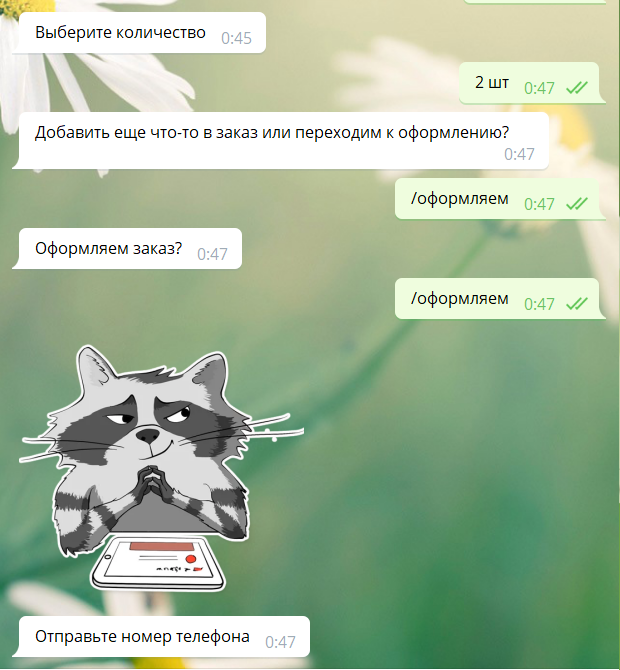 Выберите количество 0:45
2 шт 0:47
Добавить еще что-то в заказ или переходим к оформлению?
0:47
/оформляем 0:47
Оформляем заказ? 0:47
/оформляем 0:47
Отправьте номер телефона 0:47